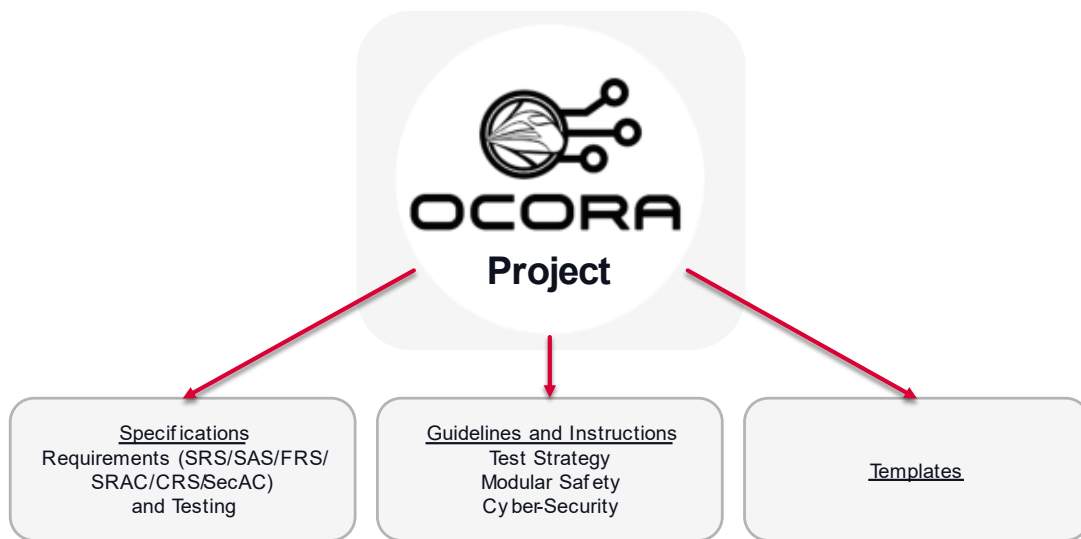 OCORA
Project
Specifications
Requirements (SRS/SAS/FRS/
SRAC/CRS/SecAC)
and Testing
Guidelines and Instructions
Test Strategy
Modular Safety
Cyber-Security
Templates